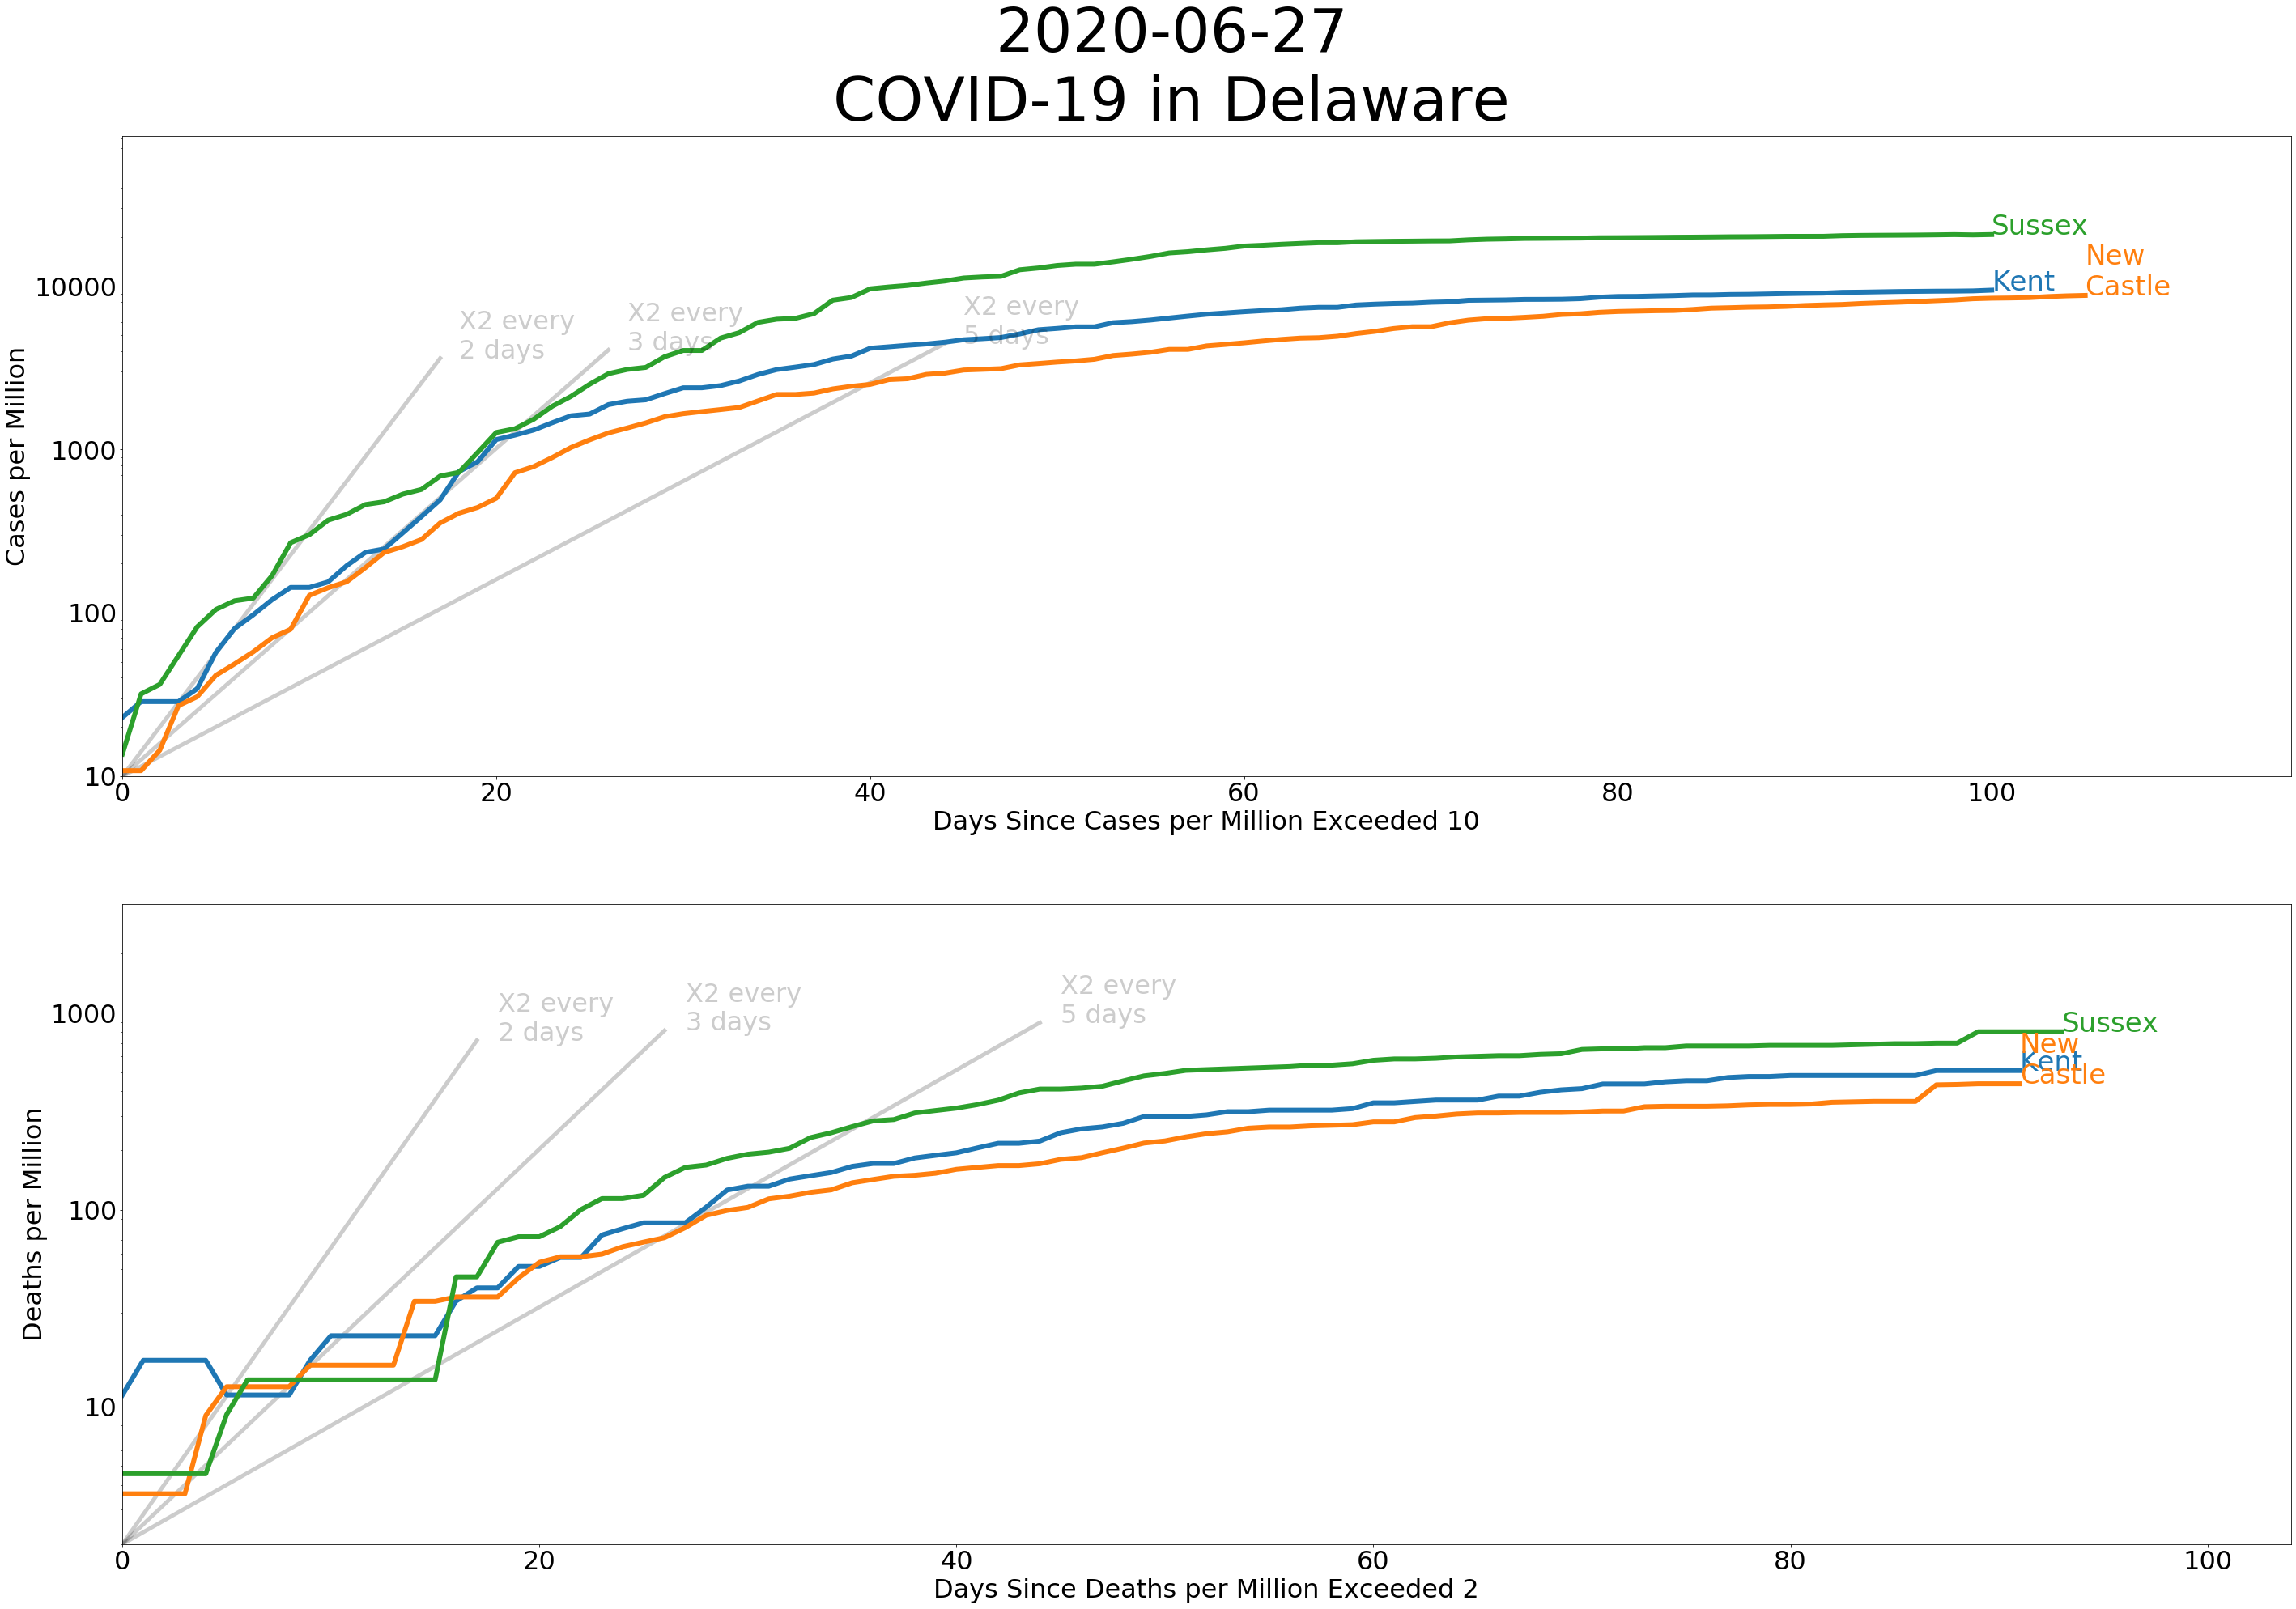 2020-06-27
COVID-19 in Delaware
Cases per Million
10000
1000
100
10
X2 every
2 days
X2 every
3 days
X2 every
5 days
Sussex
New
Castle
Kent
0 20 40 60 80 100
Days Since Cases per Million Exceeded 10
Deaths per Million
1000
100
10
X2 every
2 days
X2 every
3 days
X2 every
5 days
Sussex
New
Castle
Kent
0 20 40 60 80 100
Days Since Deaths per Million Exceeded 2